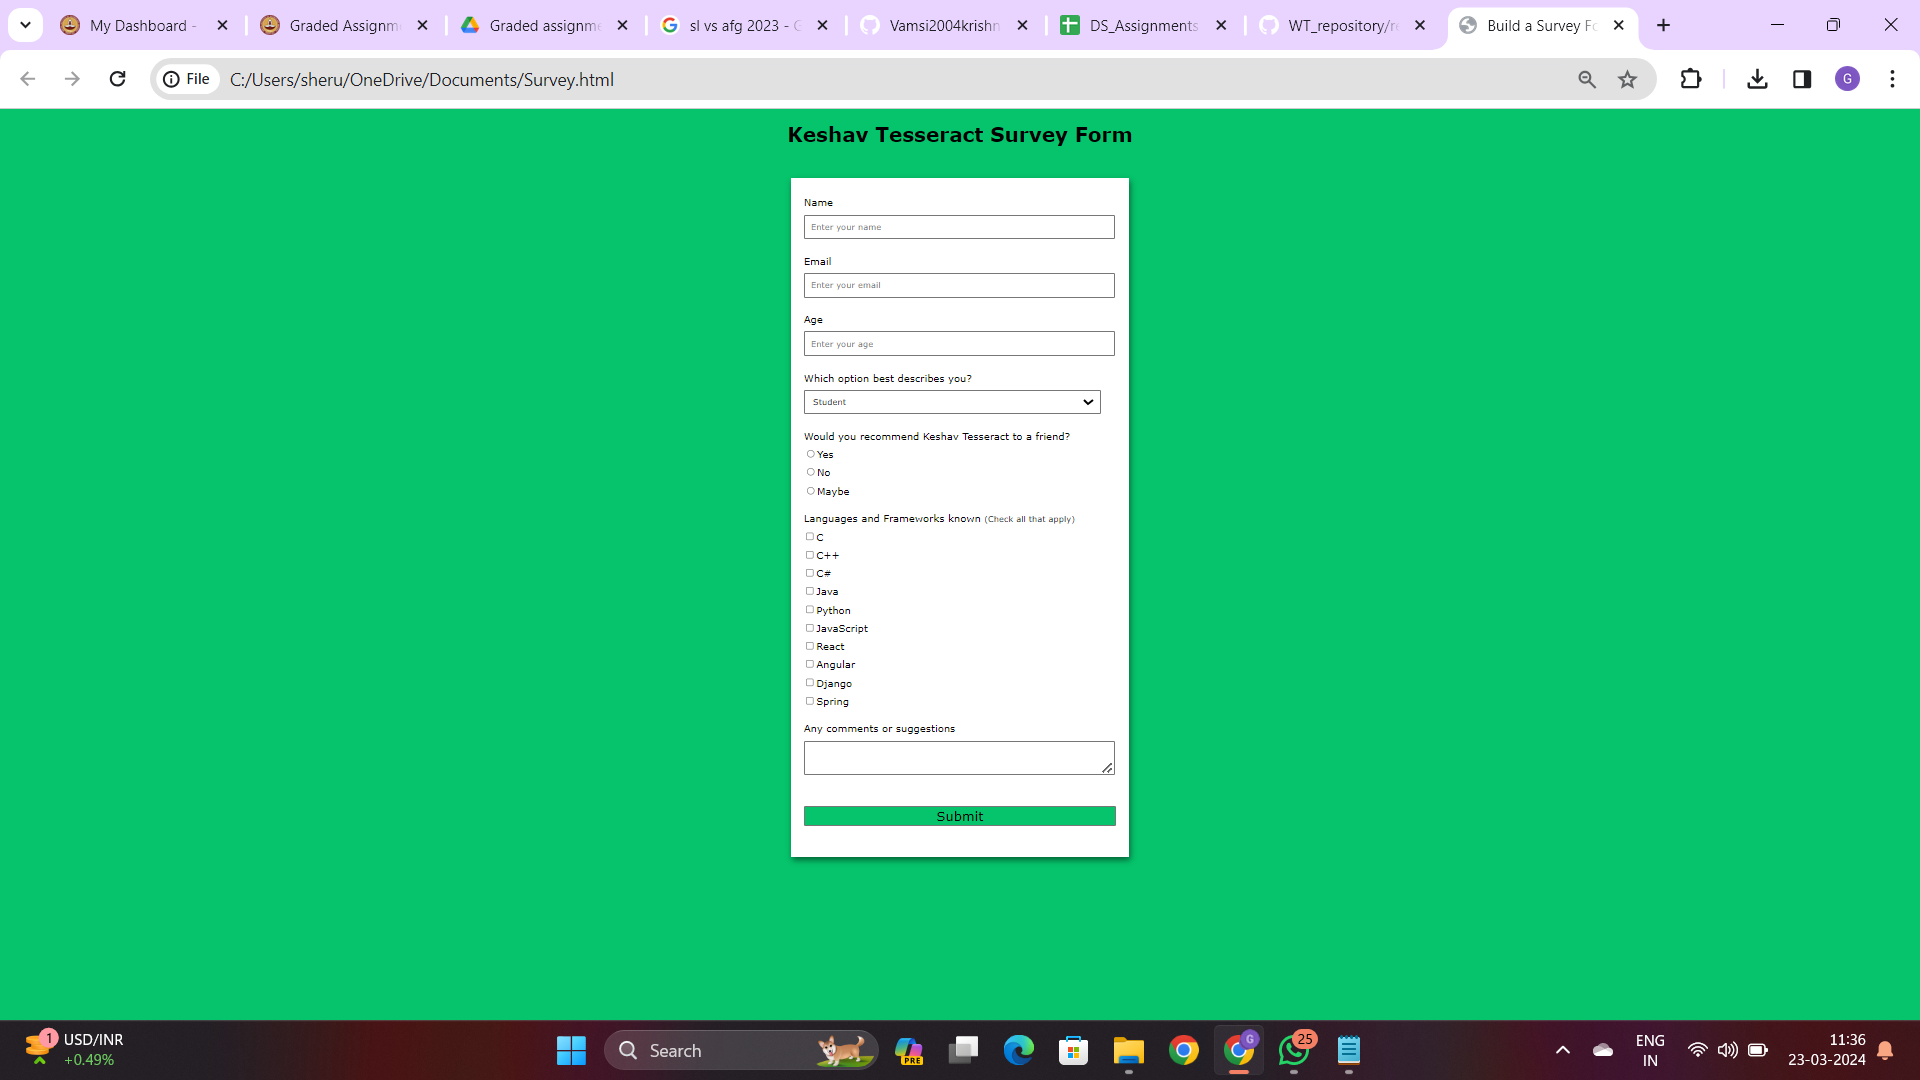 My Dashboard -
Graded Assignm
Graded assignme
sl vs afg 2023 - G
Vamsi2004krishn
DS_Assignments
WT_repository/re
Build a Survey Fo
File
C:/Users/sheru/OneDrive/Documents/Survey.html
G
Keshav Tesseract Survey Form
Name
Enter your name
Email
Enter your email
Age
Enter your age
Which option best describes you?
Student
Would you recommend Keshav Tesseract to a friend?
Yes
No
Maybe
Languages and Frameworks known (Check all that apply)
C
C++
C#
Java
Python
JavaScript
React
Angular
Django
Spring
Any comments or suggestions
Submit
1
USD/INR
+0.49%
Search
PRE
G
25
ENG
IN
11:36
23-03-2024